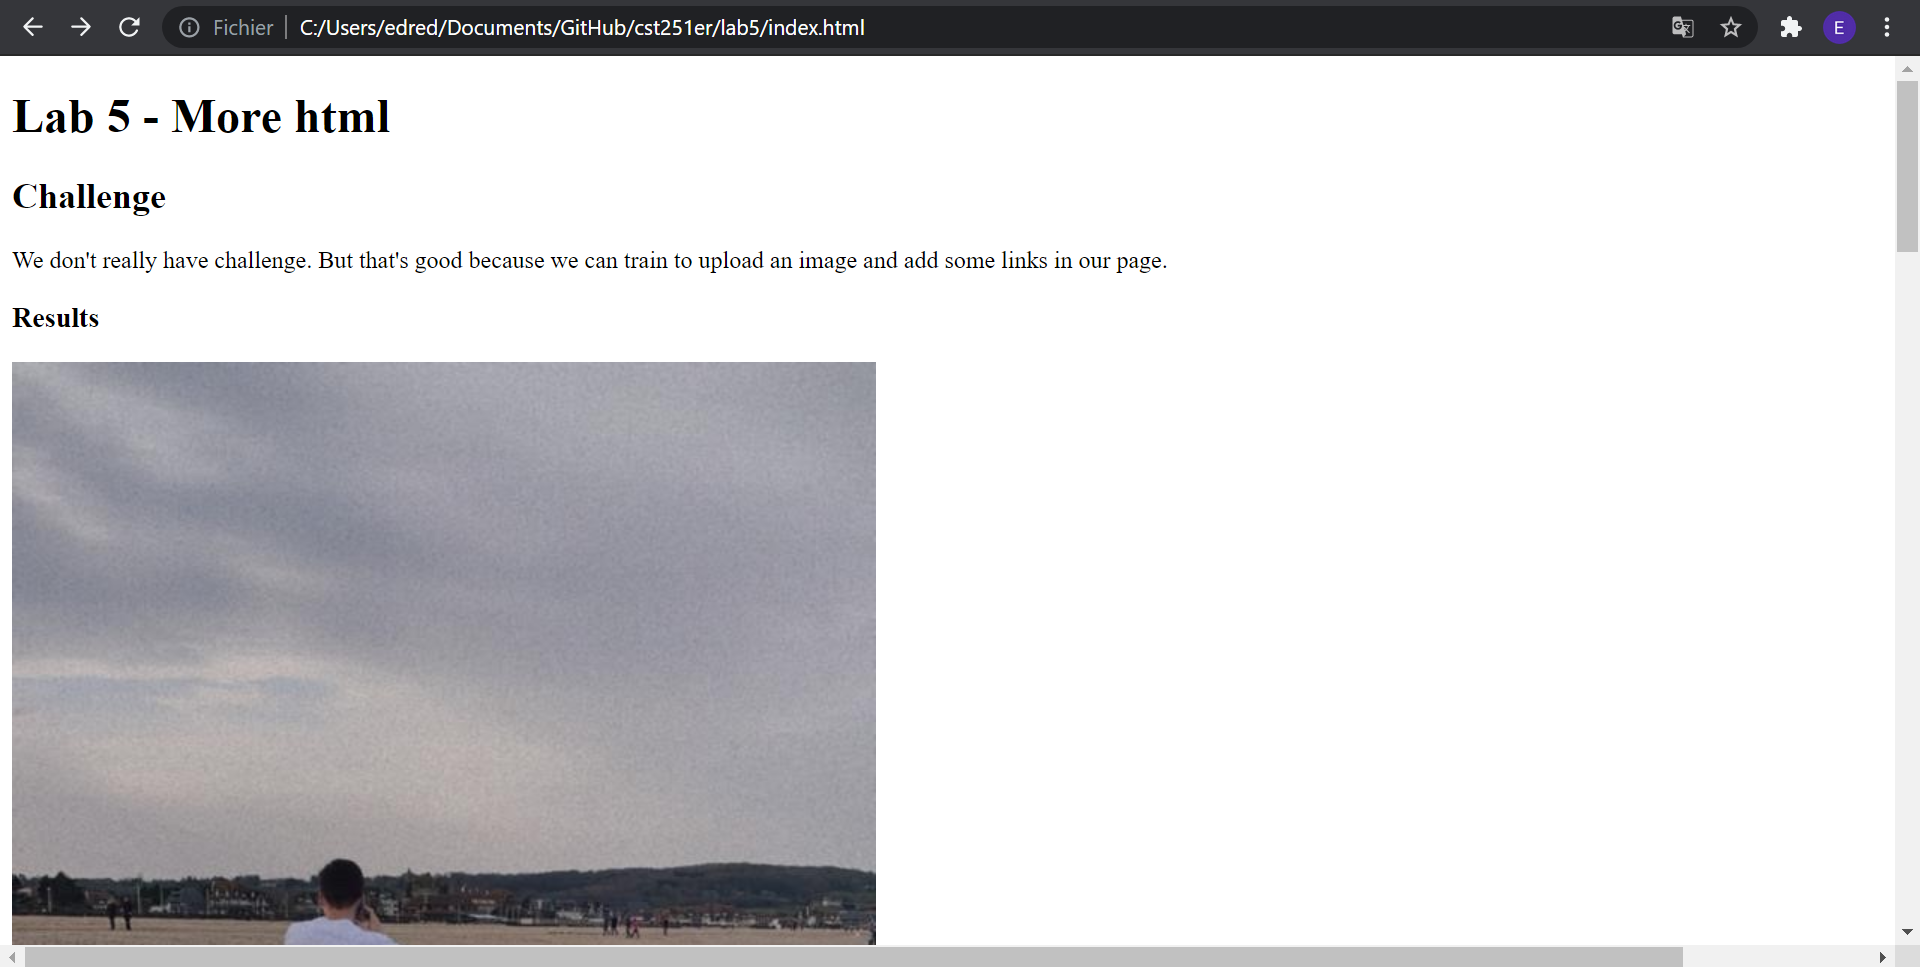 Fichier C:/Users/edred/Documents/GitHub/cst251er/lab5/index.html E
Lab 5 - More html
Challenge
We don't really have challenge. But that's good because we can train to upload an image and add some links in our page.
Results